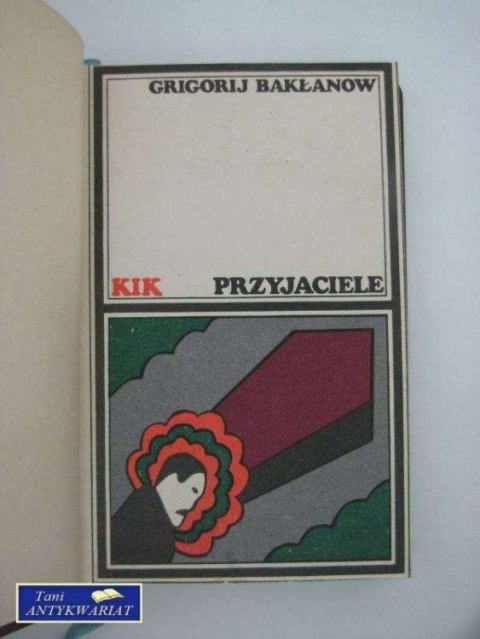 GRIGORIJ BAKŁANOW
KIK PRZYJACIELE
Tani
ANTYKWARIAT